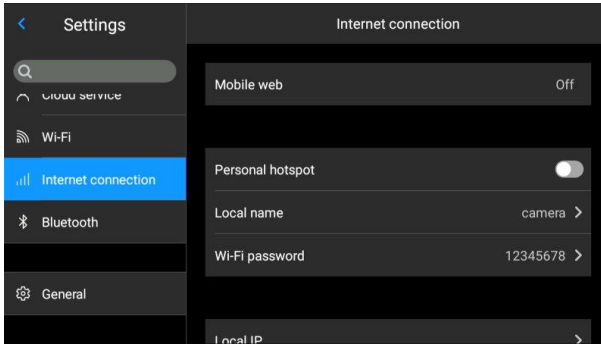 Settings
Internet connection
Cloud service
Wi-Fi
Internet connection
Bluetooth
General
Mobile web Off
Personal hotspot
Local name camera
Wi-Fi password 12345678
Local IP